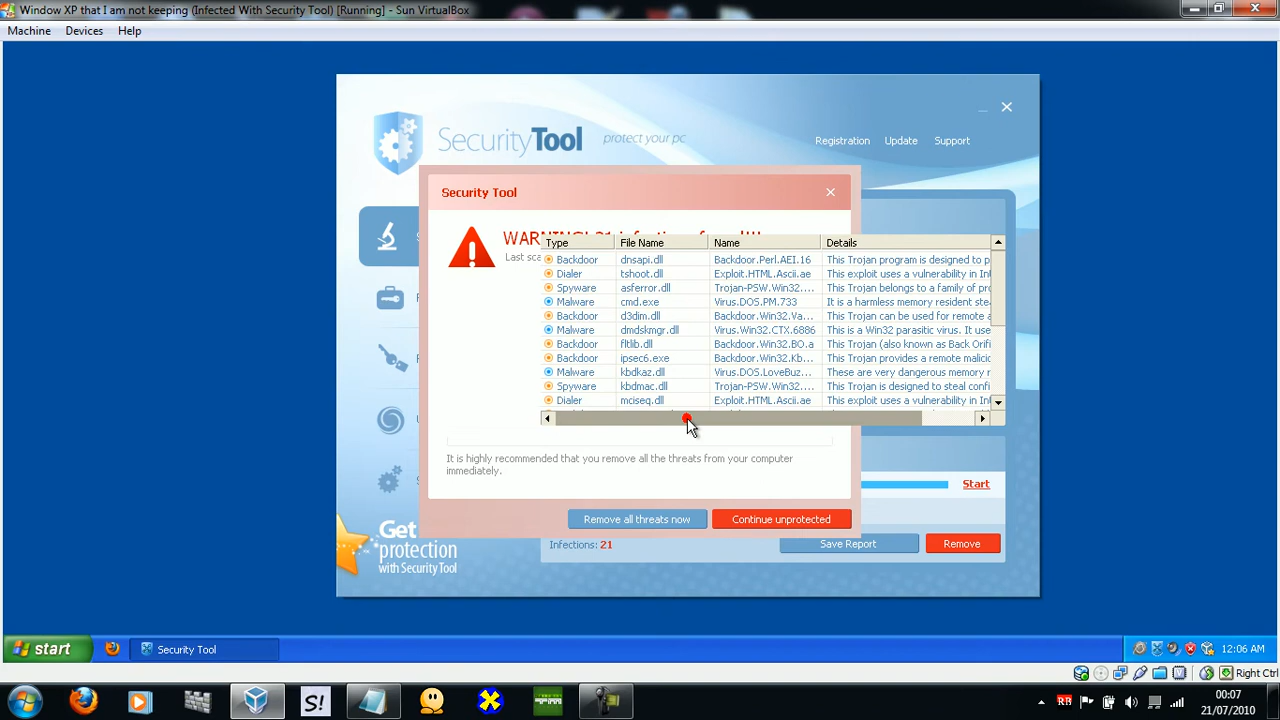 Window XP that I am not keeping (Infected With Security Tool) [Running] - Sun VirtualBox
Machine Devices Help
SecurityTool protect your pc
Registration Update Support
Security Tool
WARNING! 21
Last sca
Type File Name Name Details
Backdoor dnsapi.dll Backdoor.Perl.AEI.16 This Trojan program is designed to p
Dialer tshoot.dll Exploit.HTML.Ascii.ae This exploit uses a vulnerability in Int
Spyware asferror.dll Trojan-PSW.Win32.... This Trojan belongs to a family of pro
Malware cmd.exe Virus.DOS.PM.733 It is a harmless memory resident ste
Backdoor d3dim.dll Backdoor.Win32.Va... This Trojan can be used for remote a
Malware dmdskmgr.dll Virus.Win32.CTX.6886 This is a Win32 parasitic virus. It use
Backdoor fltlib.dll Backdoor.Win32.BO.a This Trojan (also known as Back Orifi
Backdoor ipsec6.exe Backdoor.Win32.Kb... This Trojan provides a remote malicio
Malware kbdkaz.dll Virus.DOS.LoveBuz... These are very dangerous memory r
Spyware kbdmac.dll Trojan-PSW.Win32.... This Trojan is designed to steal confi
Dialer mciseq.dll Exploit.HTML.Ascii.ae This exploit uses a vulnerability in Int
It is highly recommended that you remove all the threats from your computer
immediately.
Start
Remove all threats now Continue unprotected
Get protection with Security Tool
Infections: 21 Save Report Remove
start Security Tool 12:06 AM
Right Ctrl
S!
00:07
21/07/2010